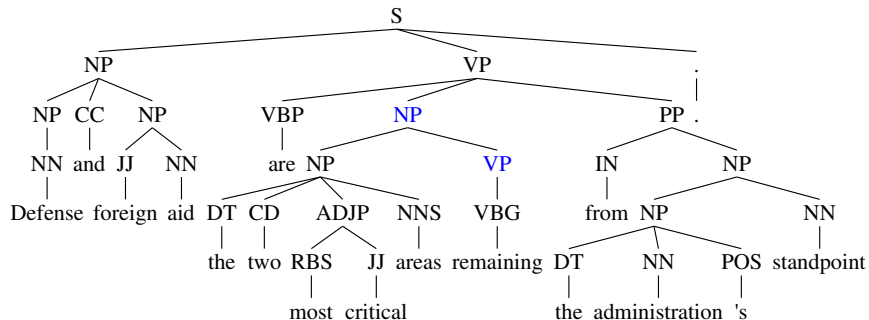 S
NP VP .
NP CC NP VBP NP PP .
NN and JJ NN are NP VP IN NP
Defense foreign aid DT CD ADJP NNS VBG from NP NN
the two RBS JJ areas remaining DT NN POS standpoint
most critical the administration 's